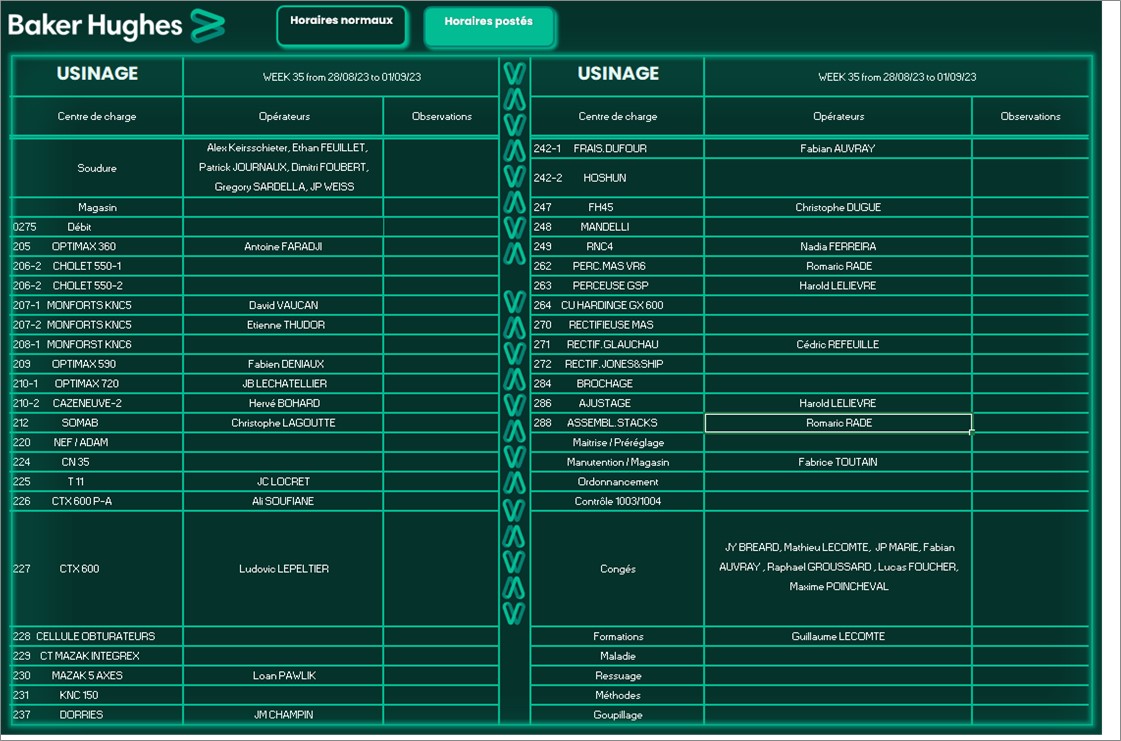 Baker Hughes
Horaires normaux
Horaires postés
USINAGE
WEEK 35 from 28/08/23 to 01/09/23
Centre de charge Opérateurs Observations
Soudure
Alex Keirsschieter, Ethan FEUILLET,
Patrick JOURNAUX, Dimitri FOUBERT,
Gregory SARDELLA, JP WEISS
Magasin
0275 Débit
205 OPTIMAX 360 Antoine FARADJI
206-2 CHOLET 550-1
206-2 CHOLET 550-2
207-1 MONFORTS KNC5 David VAUCAN
207-2 MONFORTS KNC5 Etienne THUDOR
208-1 MONFORST KNC6
209 OPTIMAX 590 Fabien DENIAUX
210-1 OPTIMAX 720 JB LECHATELLIER
210-2 CAZENEUVE-2 Hervé BOHARD
212 SOMAB Christophe LAGOUTTE
220 NEF / ADAM
224 CN 35
225 T 11 JC LOCRET
226 CTX 600 P-A Ali SOUFIANE
227 CTX 600 Ludovic LEPELTIER
228 CELLULE OBTURATEURS
229 CT MAZAK INTEGREX
230 MAZAK 5 AXES Loan PAWLIK
231 KNC 150
237 DORRIES JM CHAMPIN
USINAGE
WEEK 35 from 28/08/23 to 01/09/23
Centre de charge Opérateurs Observations
242-1 FRAIS.DUFOUR Fabian AUVRAY
242-2 HOSHUN
247 FH45 Christophe DUGUE
248 MANDELLI
249 RNC4 Nadia FERREIRA
262 PERC.MAS VR6 Romaric RADE
263 PERCEUSE GSP Harold LELIEVRE
264 CU HARDINGE GX 600
270 RECTIFIEUSE MAS
271 RECTIF.GLAUCHAU Cédric REFEUILLE
272 RECTIF.JONES&SHIP
284 BROCHAGE
286 AJUSTAGE Harold LELIEVRE
288 ASSEMBL.STACKS Romaric RADE
Maitrise / Préréglage
Manutention / Magasin Fabrice TOUTAIN
Ordonnancement
Contrôle 1003/1004
Congés
JY BREARD, Mathieu LECOMTE, JP MARIE, Fabian
AUVRAY , Raphael GROUSSARD , Lucas FOUCHER,
Maxime POINCHEVAL
Formations Guillaume LECOMTE
Maladie
Ressuage
Méthodes
Goupillage